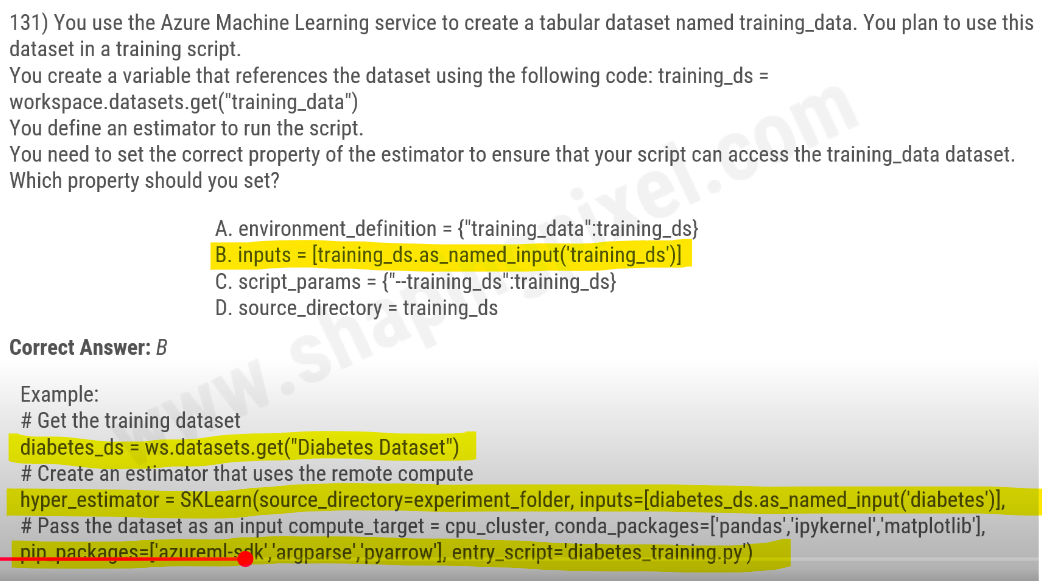 131) You use the Azure Machine Learning service to create a tabular dataset named training_data. You plan to use this
dataset in a training script.
You create a variable that references the dataset using the following code: training_ds =
workspace.datasets.get("training_data")
You define an estimator to run the script.
You need to set the correct property of the estimator to ensure that your script can access the training_data dataset.
Which property should you set?
A. environment_definition = {"training_data":training_ds}
B. inputs = [training_ds.as_named_input('training_ds')]
C. script_params = {"--training_ds":training_ds}
D. source_directory = training_ds
Correct Answer: B
Example:
# Get the training dataset
diabetes_ds = ws.datasets.get("Diabetes Dataset")
# Create an estimator that uses the remote compute
hyper_estimator = SKLearn(source_directory=experiment_folder, inputs=[diabetes_ds.as_named_input('diabetes')],
# Pass the dataset as an input compute_target = cpu_cluster, conda_packages=['pandas','ipykernel','matplotlib'],
pip_packages=['azureml-sdk','argparse','pyarrow'], entry_script='diabetes_training.py')
www.shapingpixel.com